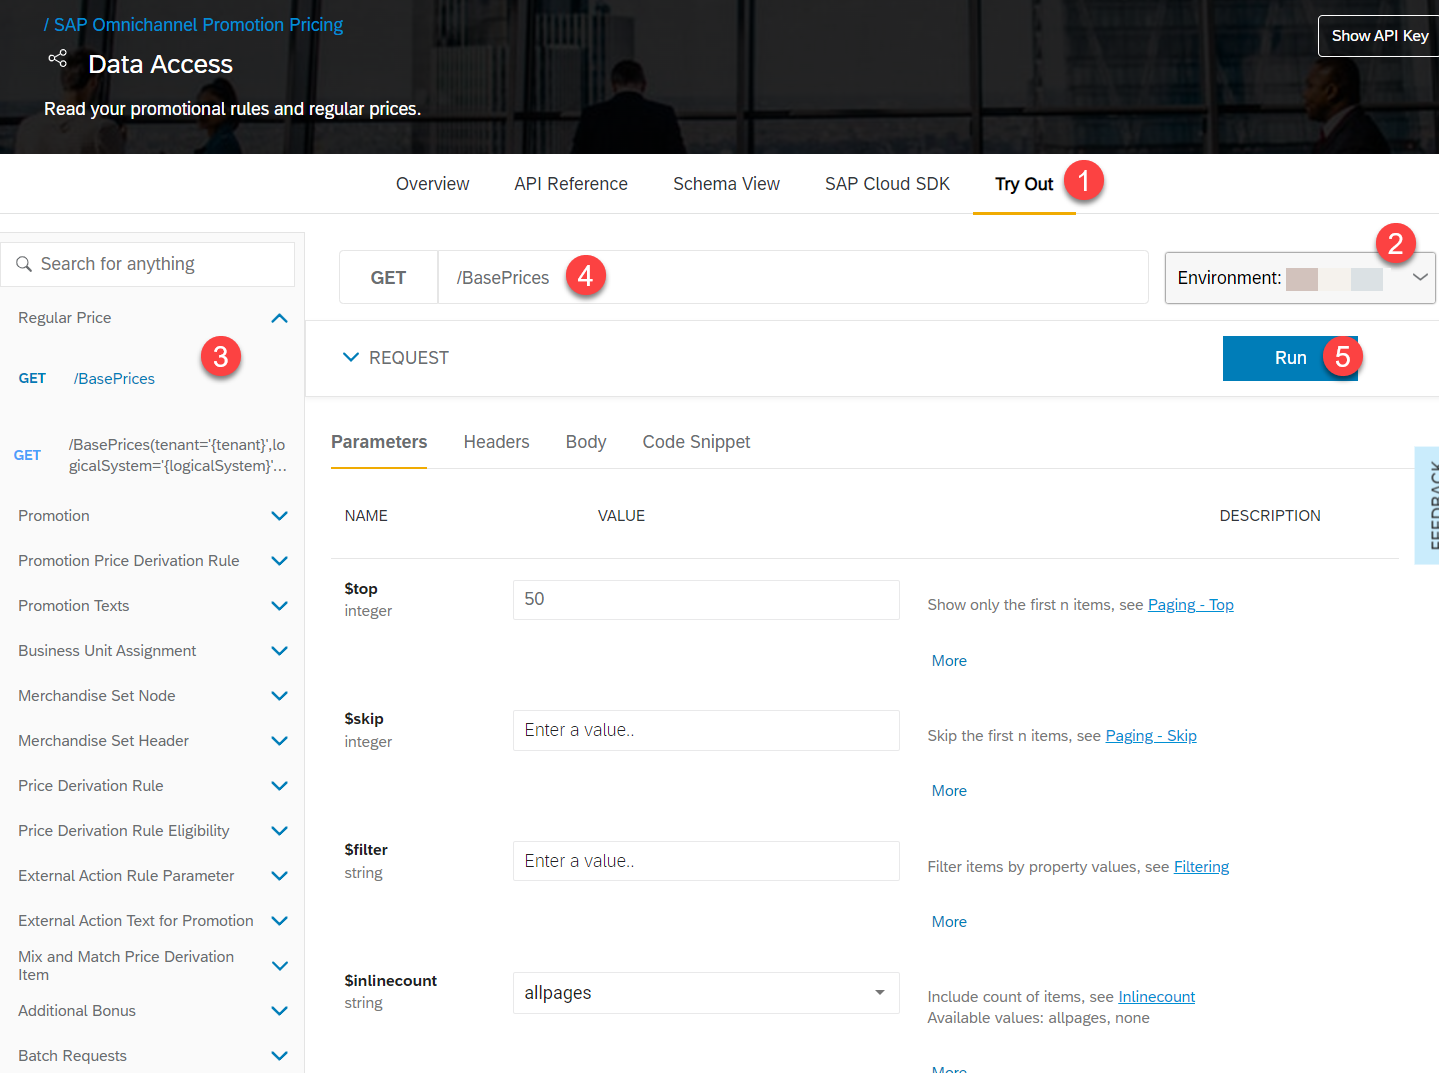 / SAP Omnichannel Promotion Pricing
Show API Key
Data Access
Read your promotional rules and regular prices.
Overview
API Reference
Schema View
SAP Cloud SDK
Try Out
1
Search for anything
GET
/BasePrices
4
Environment:
2
Regular Price
3
GET
/BasePrices
GET
/BasePrices(tenant='{tenant}',lo
gicalSystem='{logicalSystem}'...
Promotion
Promotion Price Derivation Rule
Promotion Texts
Business Unit Assignment
Merchandise Set Node
Merchandise Set Header
Price Derivation Rule
Price Derivation Rule Eligibility
External Action Rule Parameter
External Action Text for Promotion
Mix and Match Price Derivation
Item
Additional Bonus
Batch Requests
REQUEST
Run
5
Parameters
Headers
Body
Code Snippet
NAME
VALUE
DESCRIPTION
$top
integer
50
Show only the first n items, see Paging - Top
More
$skip
integer
Enter a value..
Skip the first n items, see Paging - Skip
More
$filter
string
Enter a value..
Filter items by property values, see Filtering
More
$inlinecount
string
allpages
Include count of items, see Inlinecount
Available values: allpages, none
More
FEEDBACK